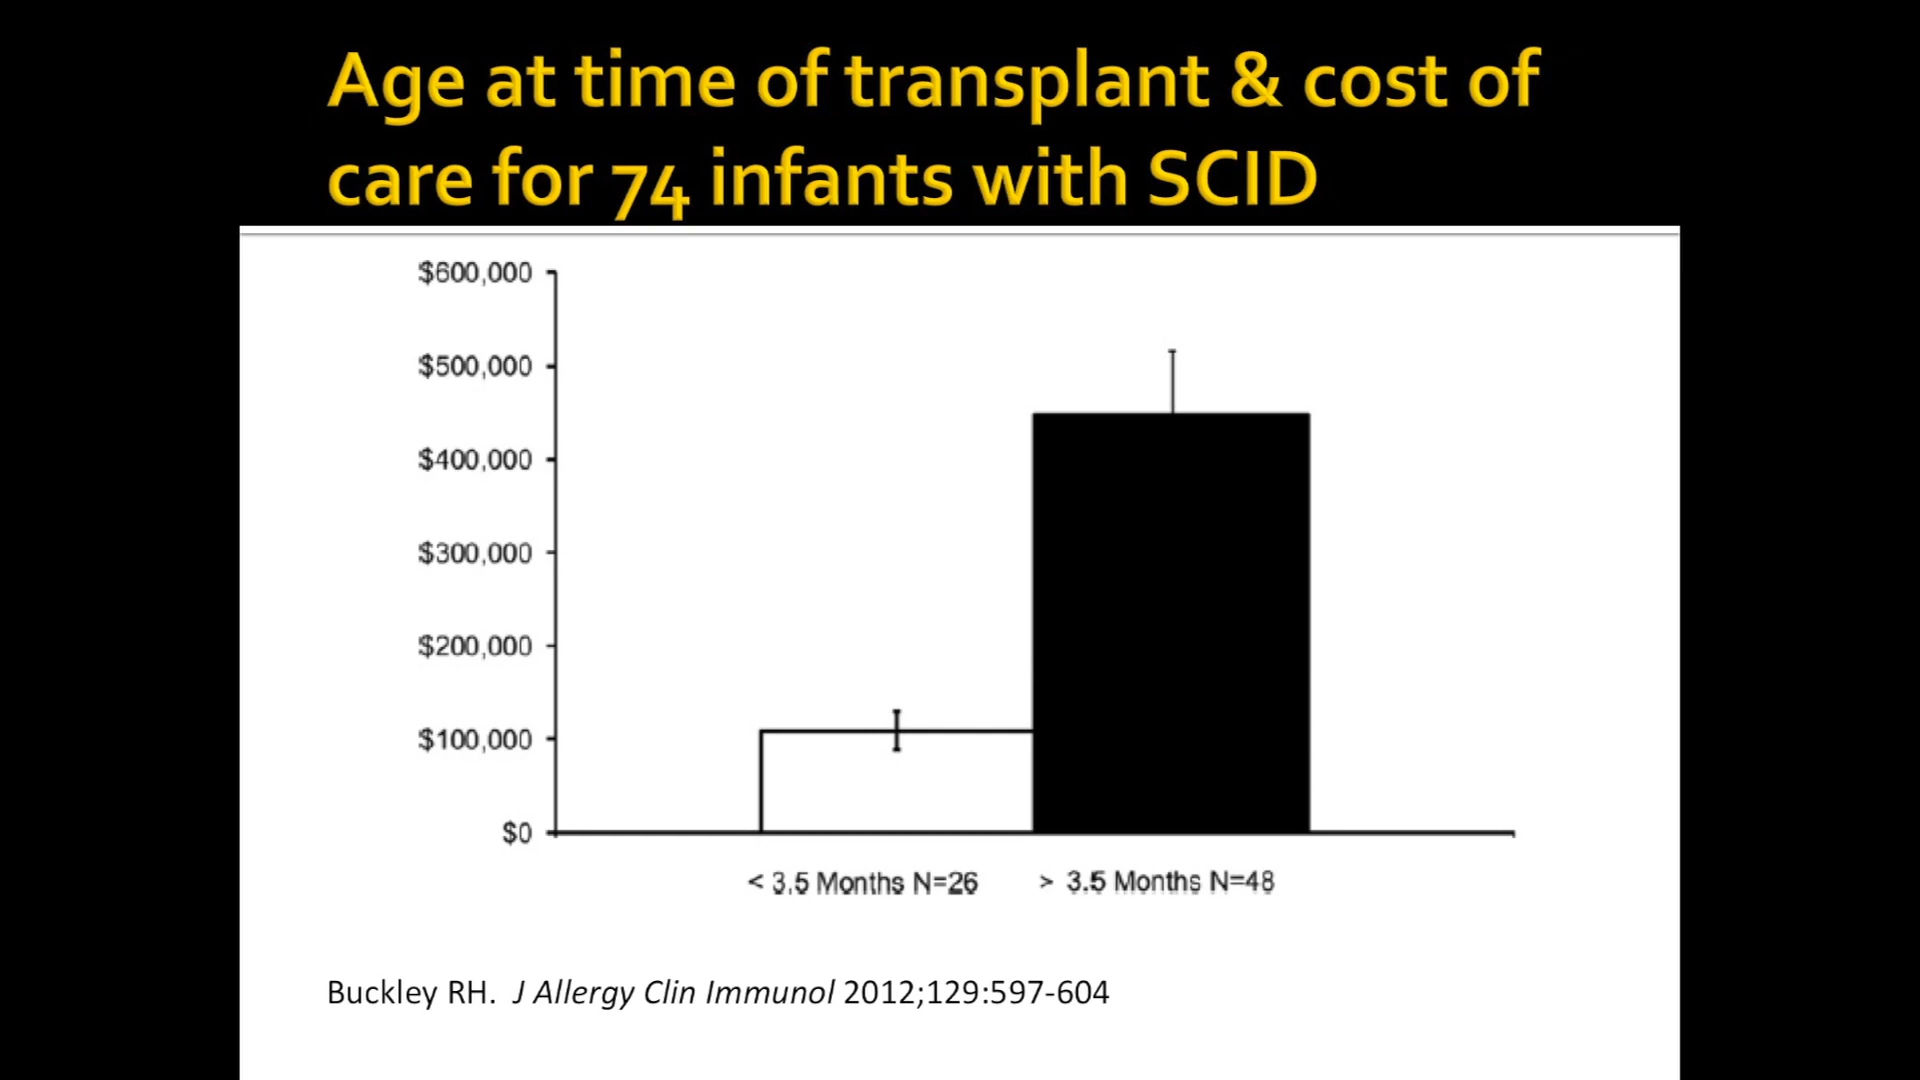 Age at time of transplant & cost of
care for 74 infants with SCID
$600,000
$500,000
$400,000
$300,000
$200,000
$100,000
$0
< 3.5 Months N=26
> 3.5 Months N=48
Buckley RH. J Allergy Clin Immunol 2012;129:597-604